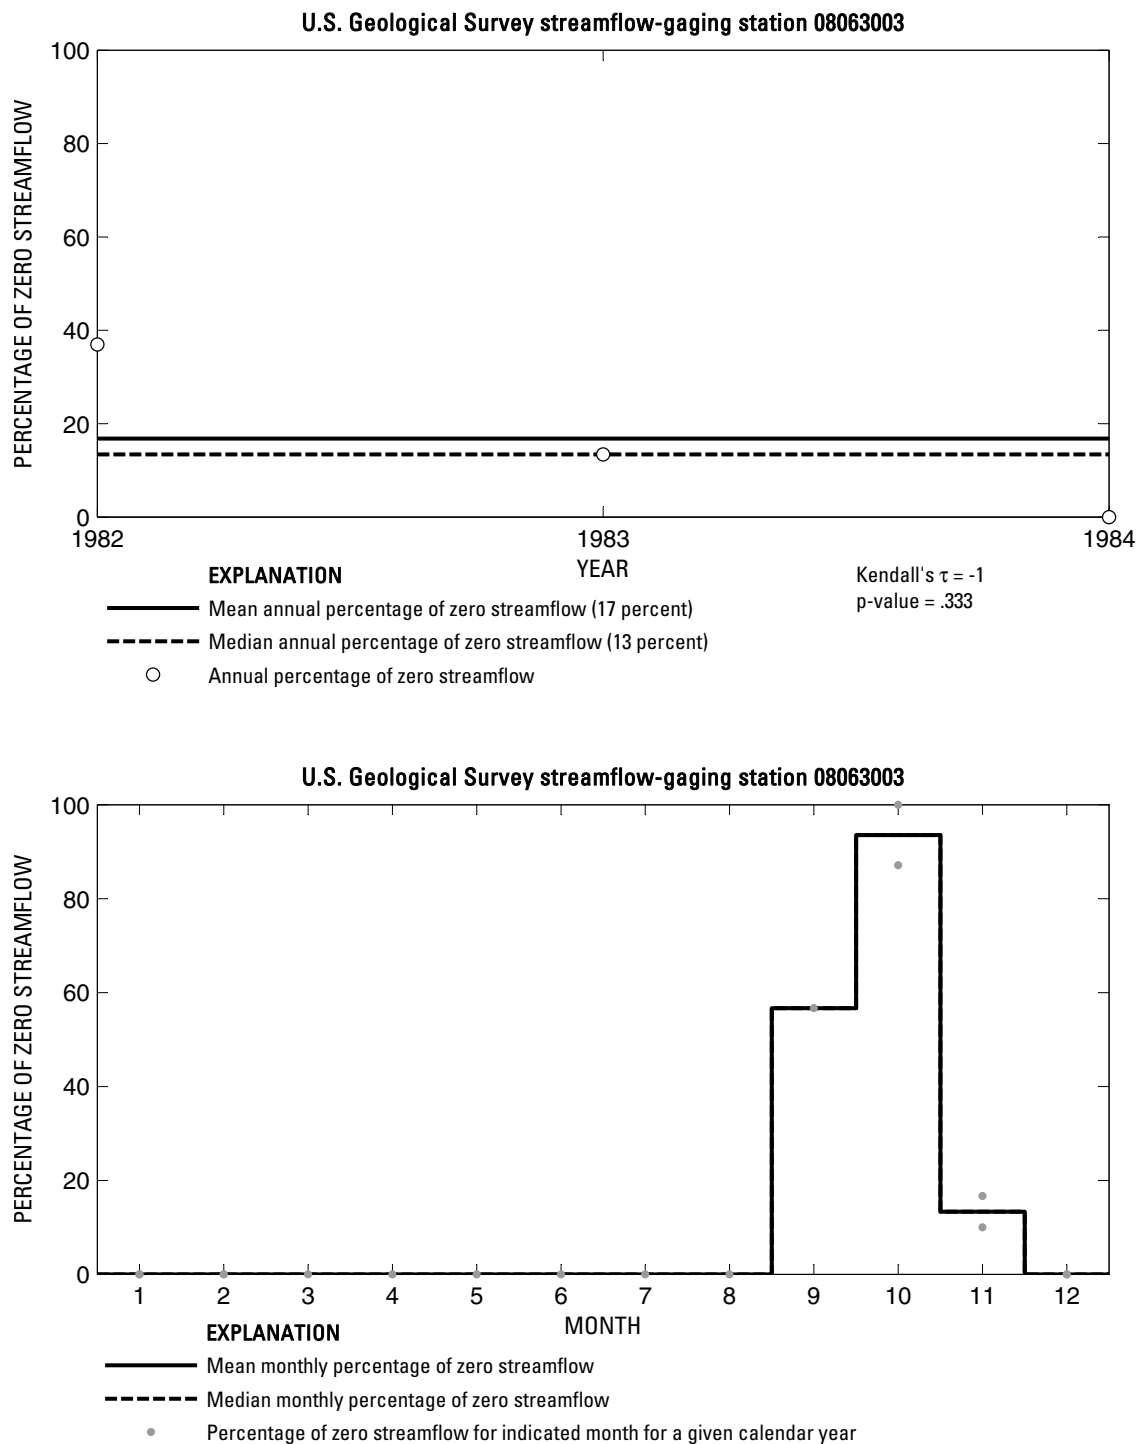 U.S. Geological Survey streamflow-gaging station 08063003
PERCENTAGE OF ZERO STREAMFLOW
100
80
60
40
20
0
1982 1983 1984
YEAR
EXPLANATION
Mean annual percentage of zero streamflow (17 percent)
Median annual percentage of zero streamflow (13 percent)
Annual percentage of zero streamflow
Kendall's τ = -1
p-value = .333
U.S. Geological Survey streamflow-gaging station 08063003
PERCENTAGE OF ZERO STREAMFLOW
100
80
60
40
20
0
1 2 3 4 5 6 7 8 9 10 11 12
MONTH
EXPLANATION
Mean monthly percentage of zero streamflow
Median monthly percentage of zero streamflow
Percentage of zero streamflow for indicated month for a given calendar year